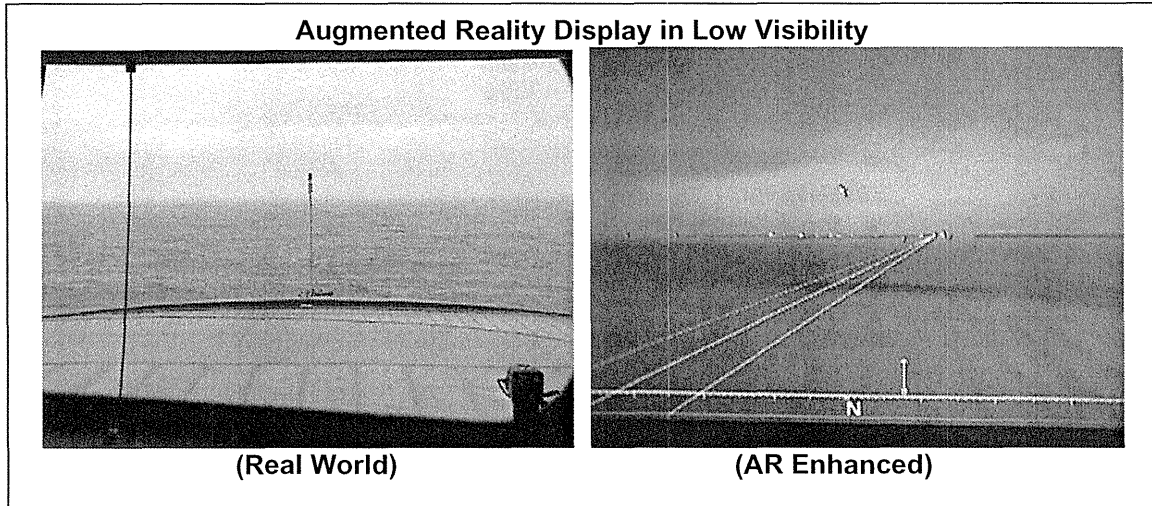 Augmented Reality Display in Low Visibility
N
(Real World)
(AR Enhanced)